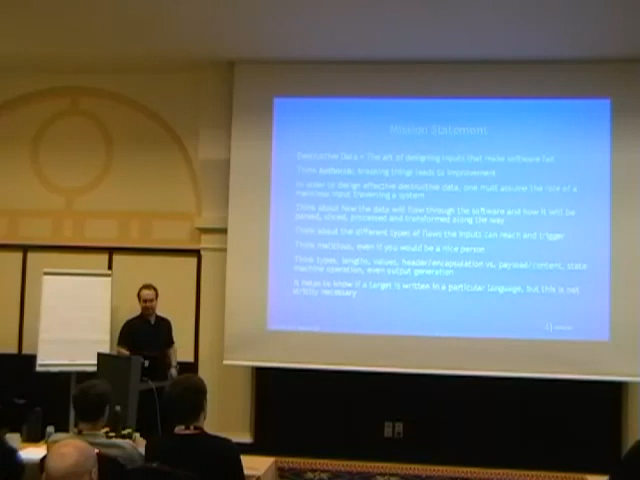 Mission Statement
Destructive Data = The art of designing inputs that make software fail
Think : breaking things leads to improvement
In order to design effective destructive data, one must assume the role of a
malicious input traversing a system
Think about how the data will flow through the software and how it will be
parsed, processed and transformed along the way
Think about the different types of flaws the inputs can reach and trigger
Think malicious, even if you would be a nice person
Think types, lengths, values, header/encapsulation vs. payload/content, state
machine operation, even output generation
It helps to know if a target is written in a particular language, but this is not
strictly necessary